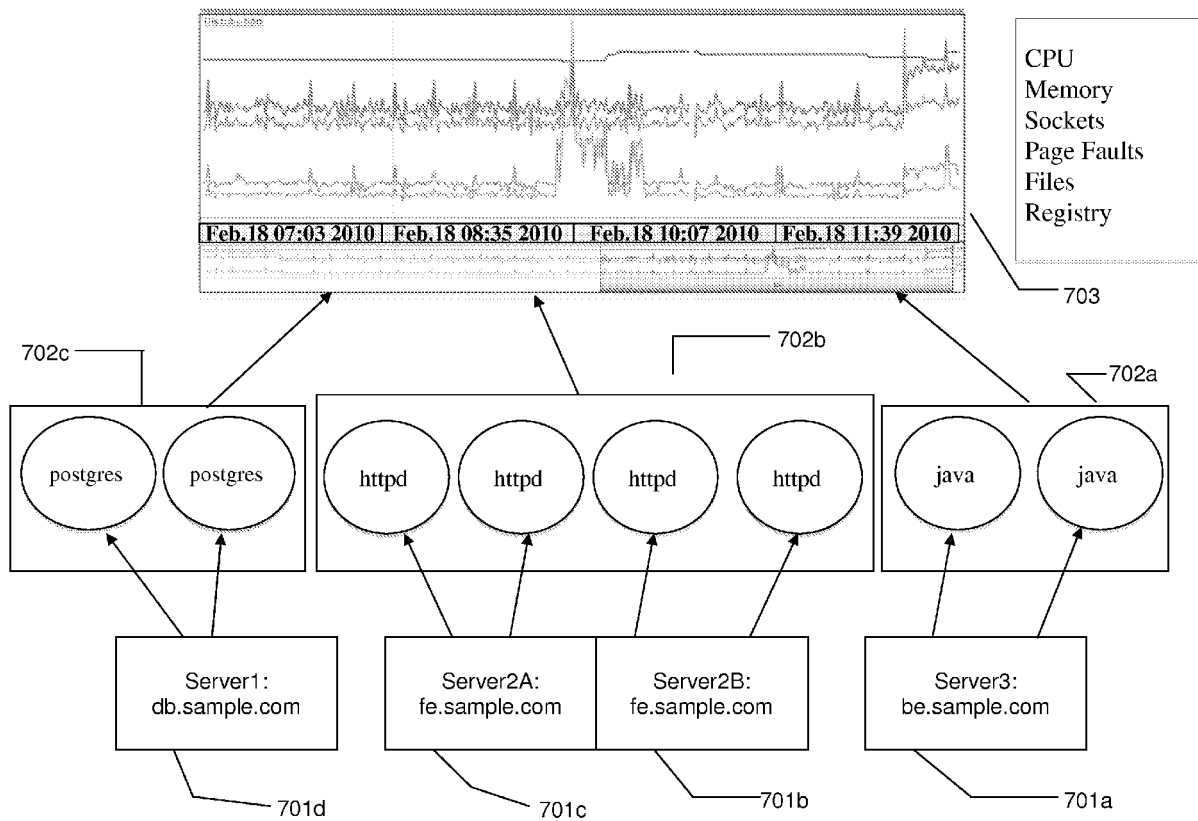 CPU
Memory
Sockets
Page Faults
Files
Registry
Feb.18 07:03 2010 Feb.18 08:35 2010 Feb.18 10:07 2010 Feb.18 11:39 2010
703
702c
702b
702a
postgres postgres httpd httpd httpd httpd java java
Server1: Server2A: Server2B: Server3:
db.sample.com fe.sample.com fe.sample.com be.sample.com
701d 701c 701b 701a